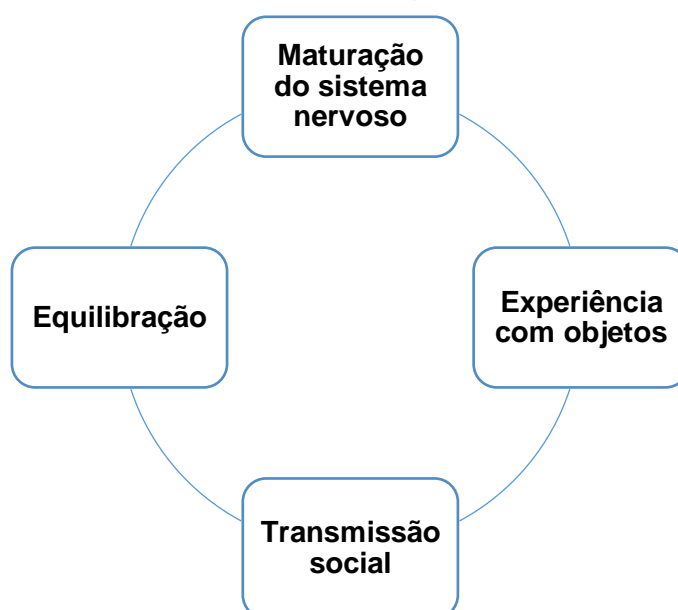 Maturação
do sistema
nervoso
Equilibração
Experiência
com objetos
Transmissão
social